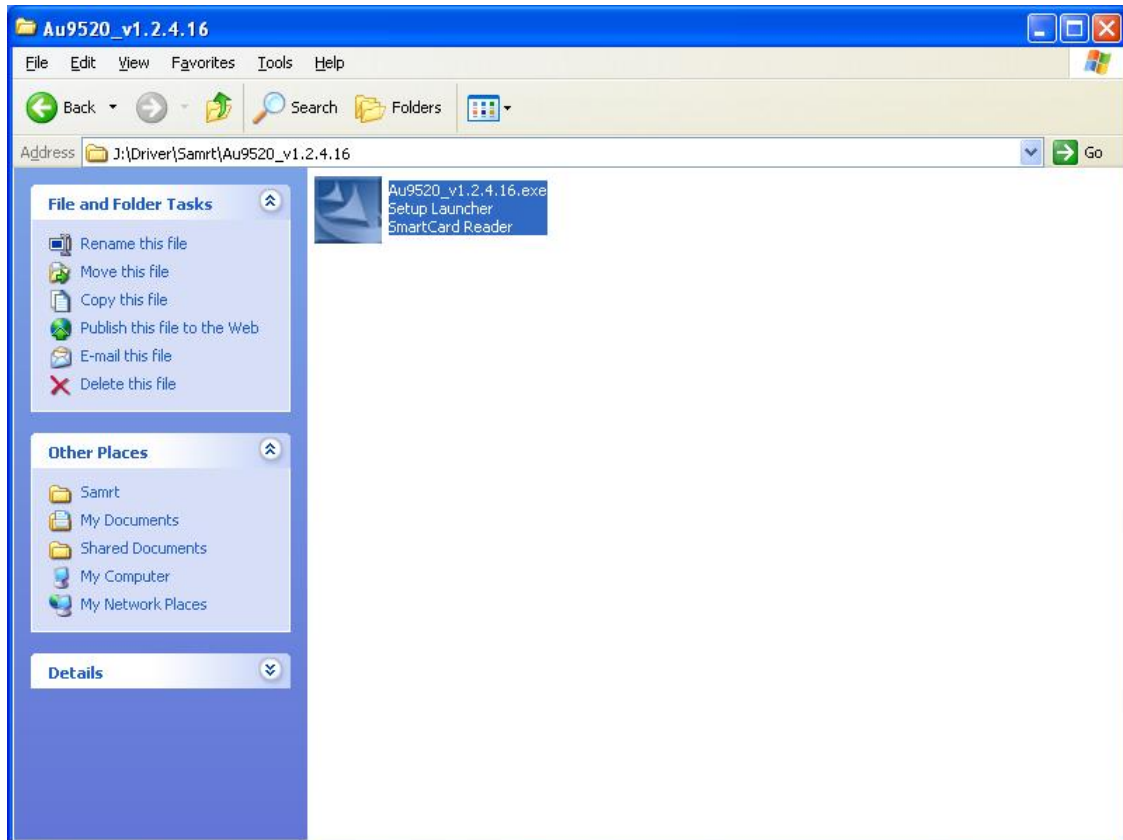 Au9520_v1.2.4.16
File Edit View Favorites Tools Help
Back Search Folders
Address J:\Driver\Samrt\Au9520_v1.2.4.16 Go
File and Folder Tasks
Rename this file
Move this file
Copy this file
Publish this file to the Web
E-mail this file
Delete this file
Other Places
Samrt
My Documents
Shared Documents
My Computer
My Network Places
Details
Au9520_v1.2.4.16.exe
Setup Launcher
SmartCard Reader